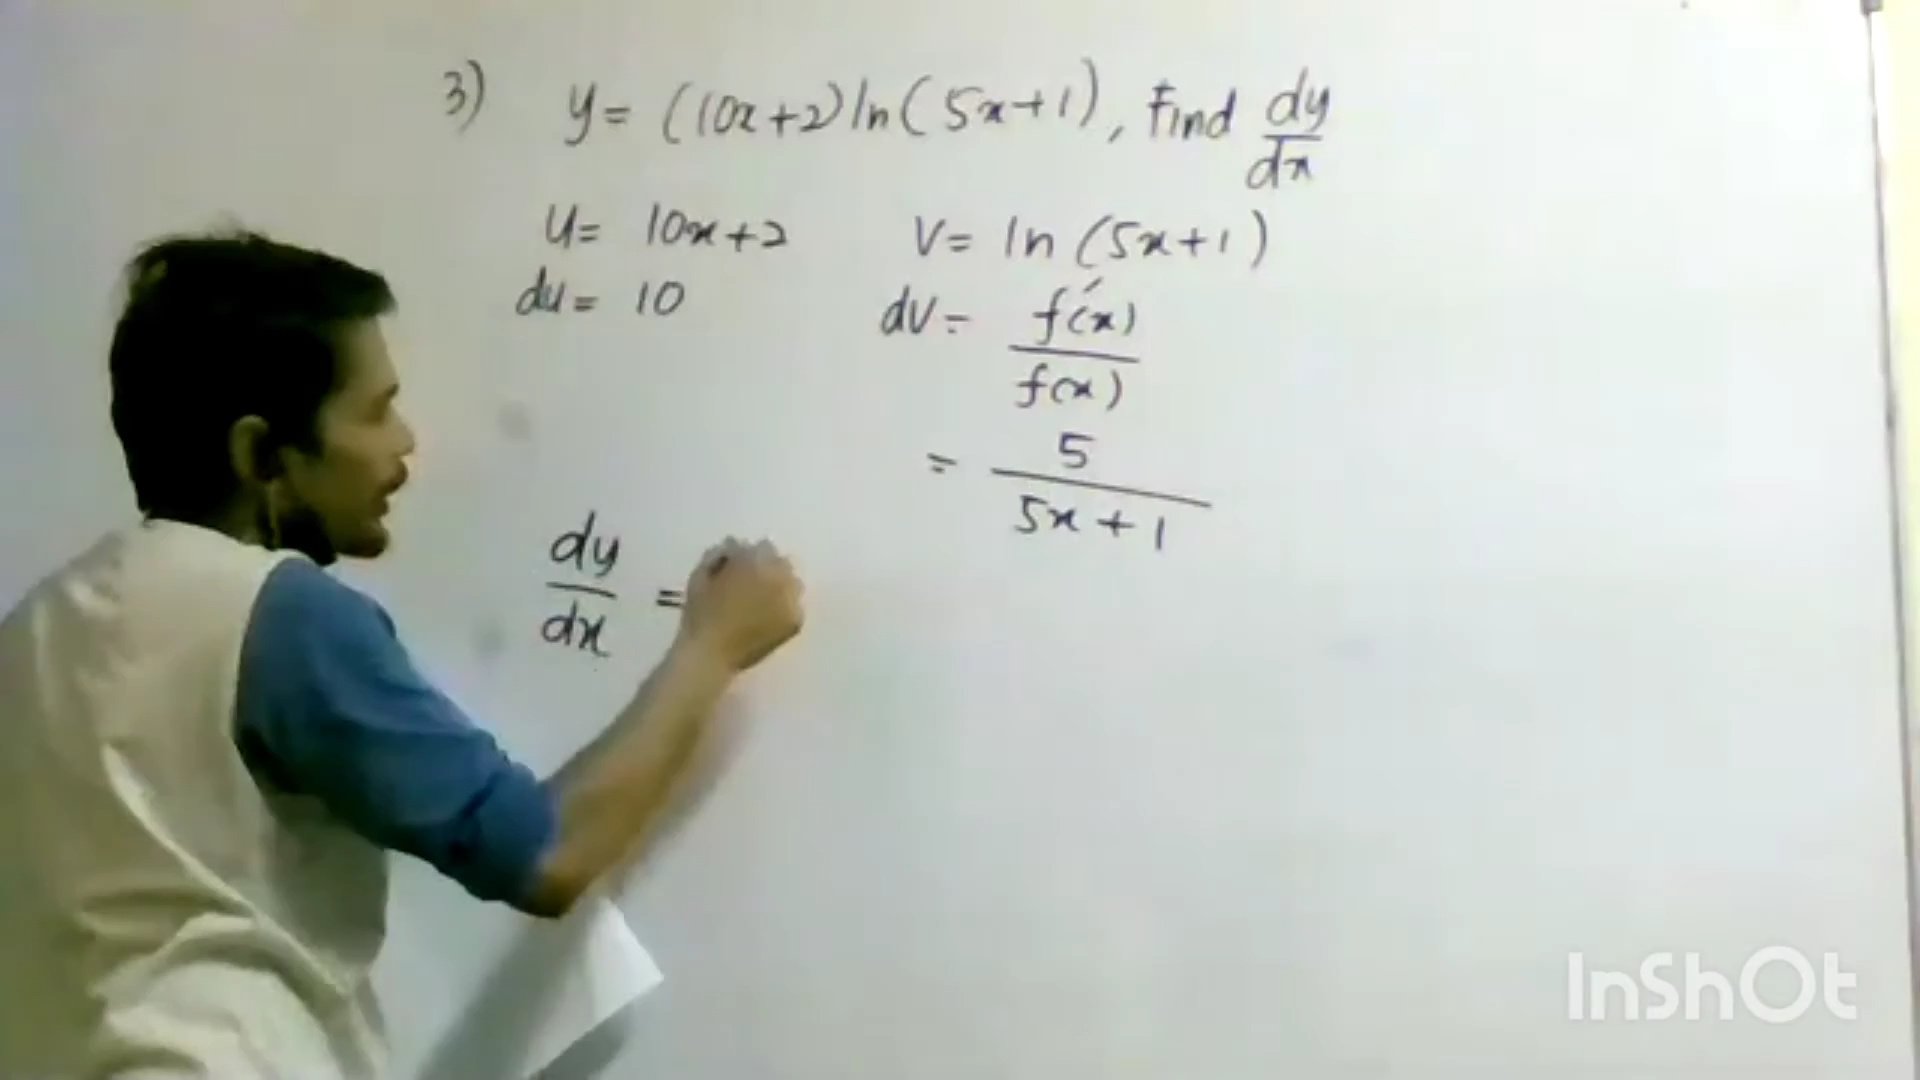 3) y = (10x+2) ln (5x+1), Find dy/dx
u = 10x+2 v = ln (5x+1)
du = 10 dv = f'(x)/f(x)
= 5/5x+1
dy/dx =
InShOt